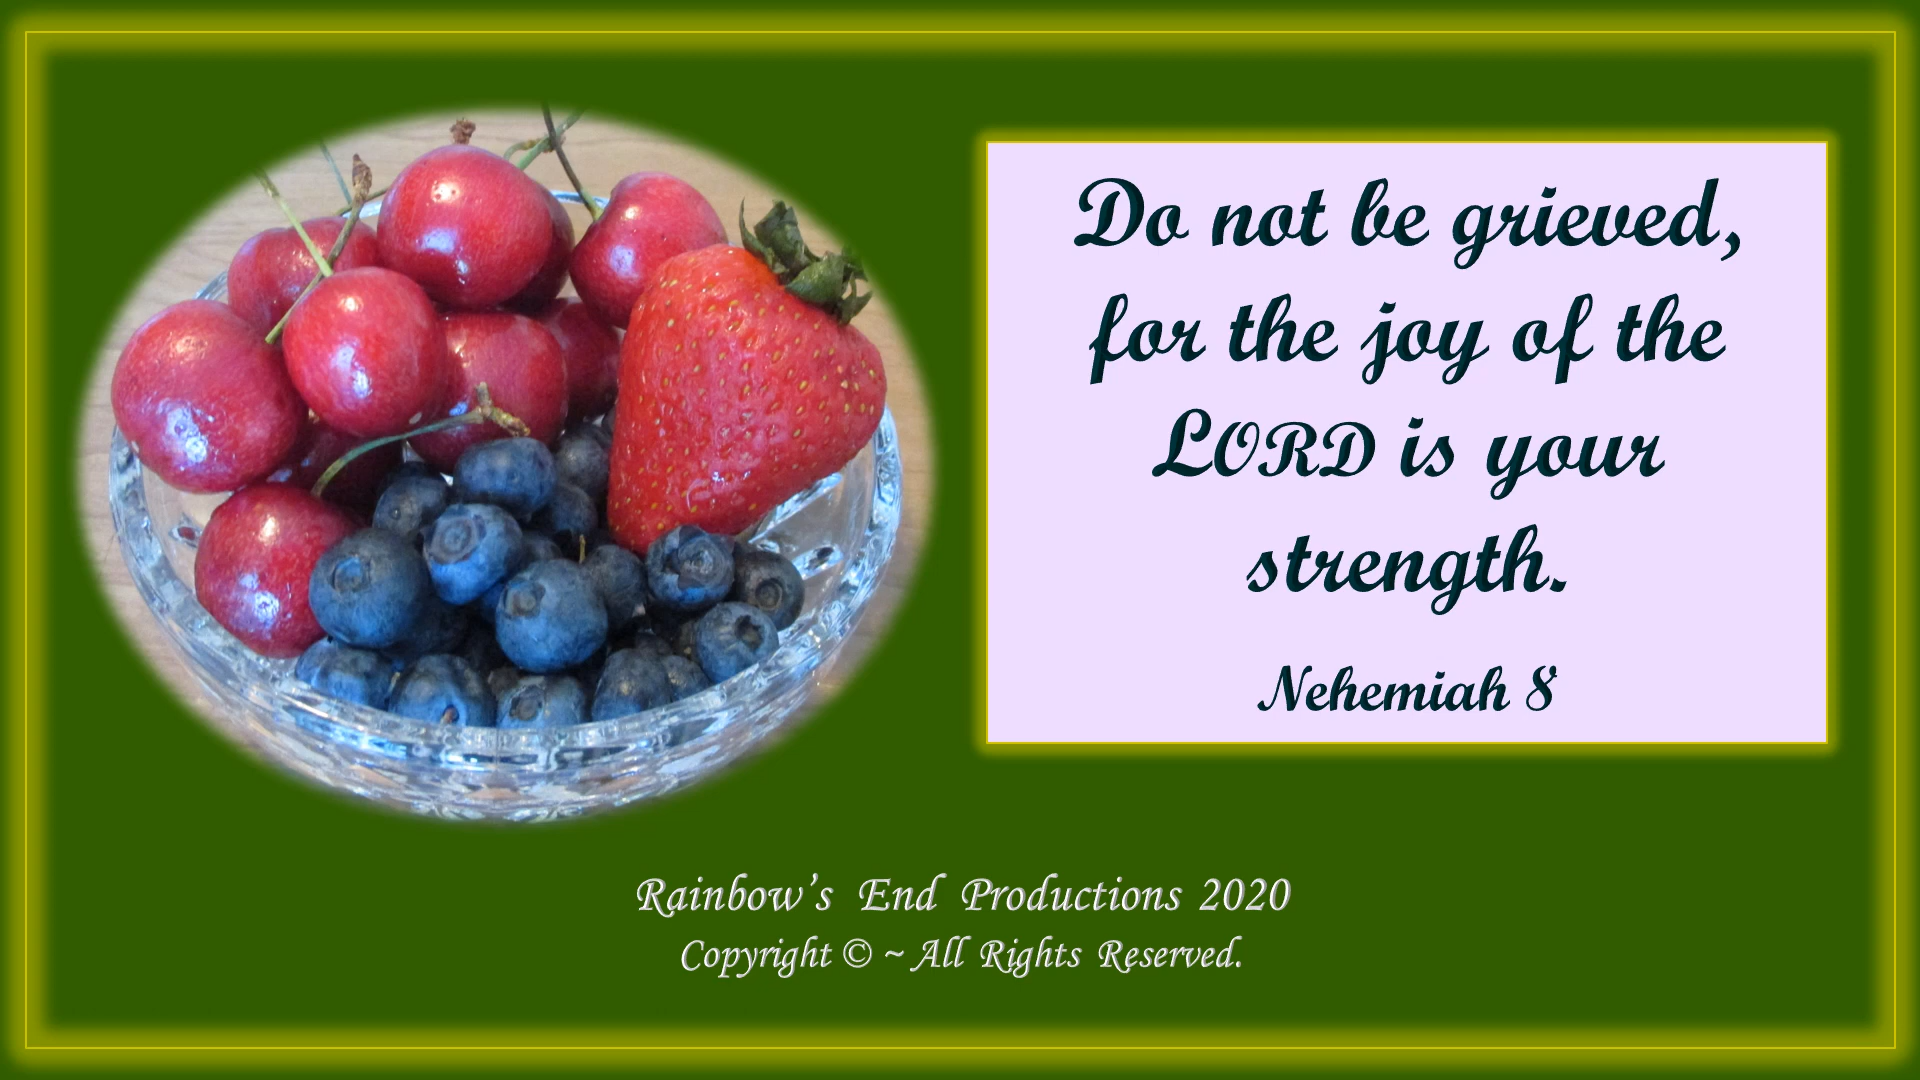 Do not be grieved,
for the joy of the
LORD is your
strength.
Nehemiah 8
Rainbow’s End Productions 2020
Copyright © ~ All Rights Reserved.